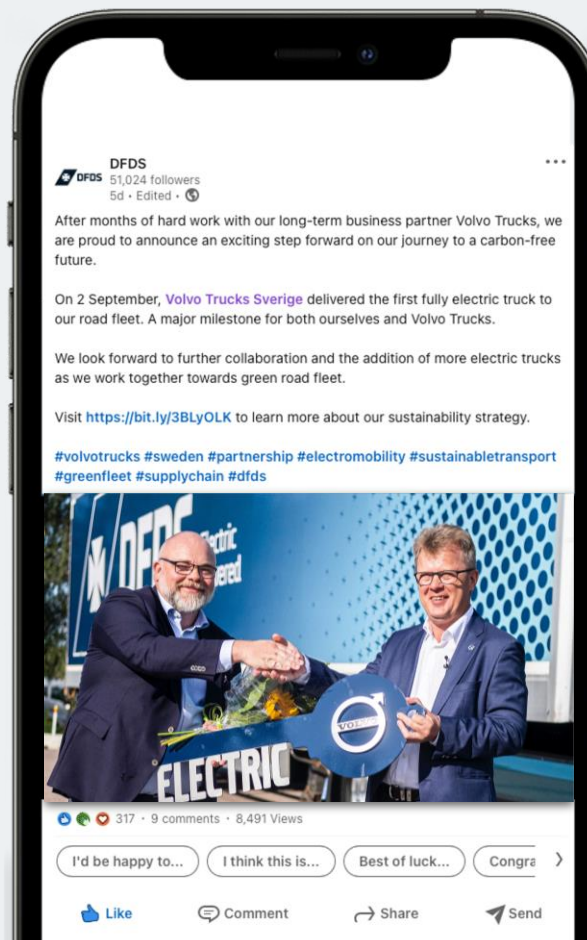 DFDS
DFDS
51,024 followers
5d • Edited •
After months of hard work with our long-term business partner Volvo Trucks, we
are proud to announce an exciting step forward on our journey to a carbon-free
future.
On 2 September, Volvo Trucks Sverige delivered the first fully electric truck to
our road fleet. A major milestone for both ourselves and Volvo Trucks.
We look forward to further collaboration and the addition of more electric trucks
as we work together towards green road fleet.
Visit https://bit.ly/3BLyOLK to learn more about our sustainability strategy.
#volvotrucks #sweden #partnership #electromobility #sustainabletransport
#greenfleet #supplychain #dfds
DFDS
VOLVO
ELECTRIC
317 • 9 comments • 8,491 Views
I'd be happy to...
I think this is...
Best of luck...
Congra
Like
Comment
Share
Send